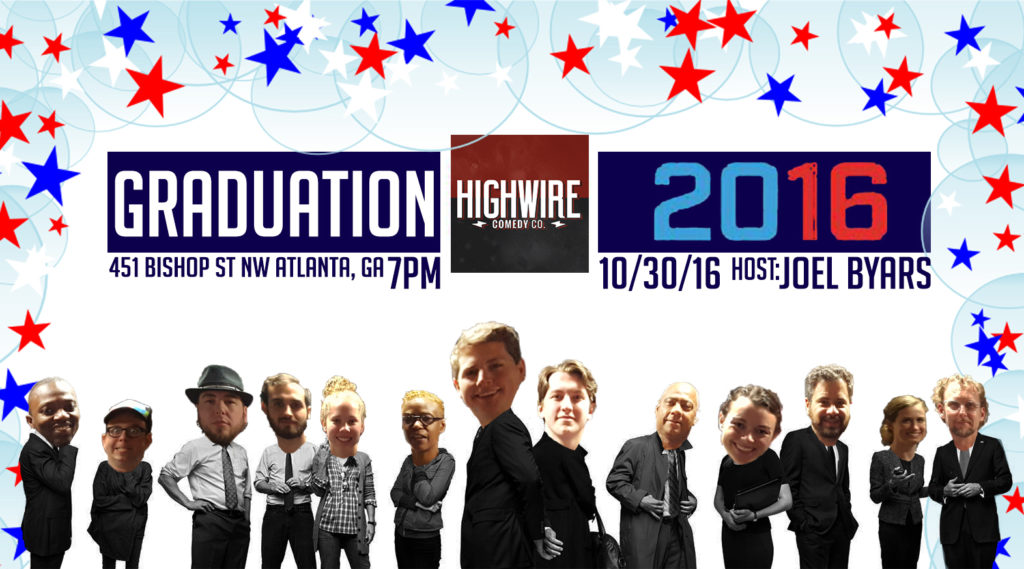 GRADUATION
451 BISHOP ST NW ATLANTA, GA 7PM
HIGHWIRE
COMEDY CO.
2016
10/30/16 HOST: JOEL BYARS